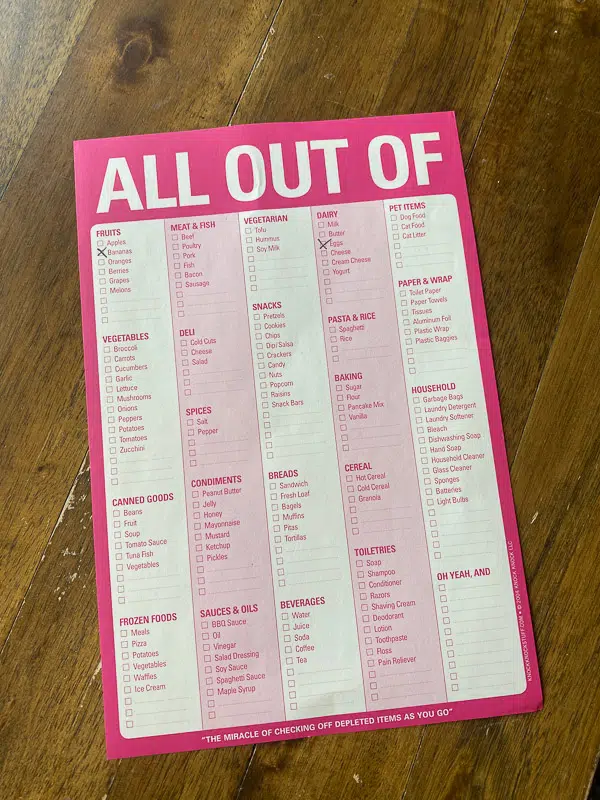 ALL OUT OF
FRUITS
Apples
Bananas
Oranges
Berries
Grapes
Melons
VEGETABLES
Broccoli
Carrots
Cucumbers
Garlic
Lettuce
Mushrooms
Onions
Peppers
Potatoes
Tomatoes
Zucchini
CANNED GOODS
Beans
Fruit
Soup
Tomato Sauce
Tuna Fish
Vegetables
FROZEN FOODS
Meals
Pizza
Potatoes
Vegetables
Waffles
Ice Cream
MEAT & FISH
Beef
Poultry
Pork
Fish
Bacon
Sausage
DELI
Cold Cuts
Cheese
Salad
SPICES
Salt
Pepper
CONDIMENTS
Peanut Butter
Jelly
Honey
Mayonnaise
Mustard
Ketchup
Pickles
SAUCES & OILS
BBQ Sauce
Oil
Vinegar
Salad Dressing
Soy Sauce
Spaghetti Sauce
Maple Syrup
VEGETARIAN
Tofu
Hummus
Soy Milk
SNACKS
Pretzels
Cookies
Chips
Dip/Salsa
Crackers
Candy
Nuts
Popcorn
Raisins
Snack Bars
BREADS
Sandwich
Fresh Loaf
Bagels
Muffins
Pitas
Tortillas
BEVERAGES
Water
Juice
Soda
Coffee
Tea
DAIRY
Milk
Butter
Eggs
Cheese
Cream Cheese
Yogurt
PASTA & RICE
Spaghetti
Rice
BAKING
Sugar
Flour
Pancake Mix
Vanilla
CEREAL
Hot Cereal
Cold Cereal
Granola
TOILETRIES
Soap
Shampoo
Conditioner
Razors
Shaving Cream
Deodorant
Lotion
Toothpaste
Floss
Pain Reliever
PET ITEMS
Dog Food
Cat Food
Cat Litter
PAPER & WRAP
Toilet Paper
Paper Towels
Tissues
Aluminum Foil
Plastic Wrap
Plastic Baggies
HOUSEHOLD
Garbage Bags
Laundry Detergent
Laundry Softener
Bleach
Dishwashing Soap
Hand Soap
Household Cleaner
Glass Cleaner
Sponges
Batteries
Light Bulbs
OH YEAH, AND
"THE MIRACLE OF CHECKING OFF DEPLETED ITEMS AS YOU GO"
KNOCKKNOCKSTUFF.COM • © 2004 KNOCK KNOCK LLC